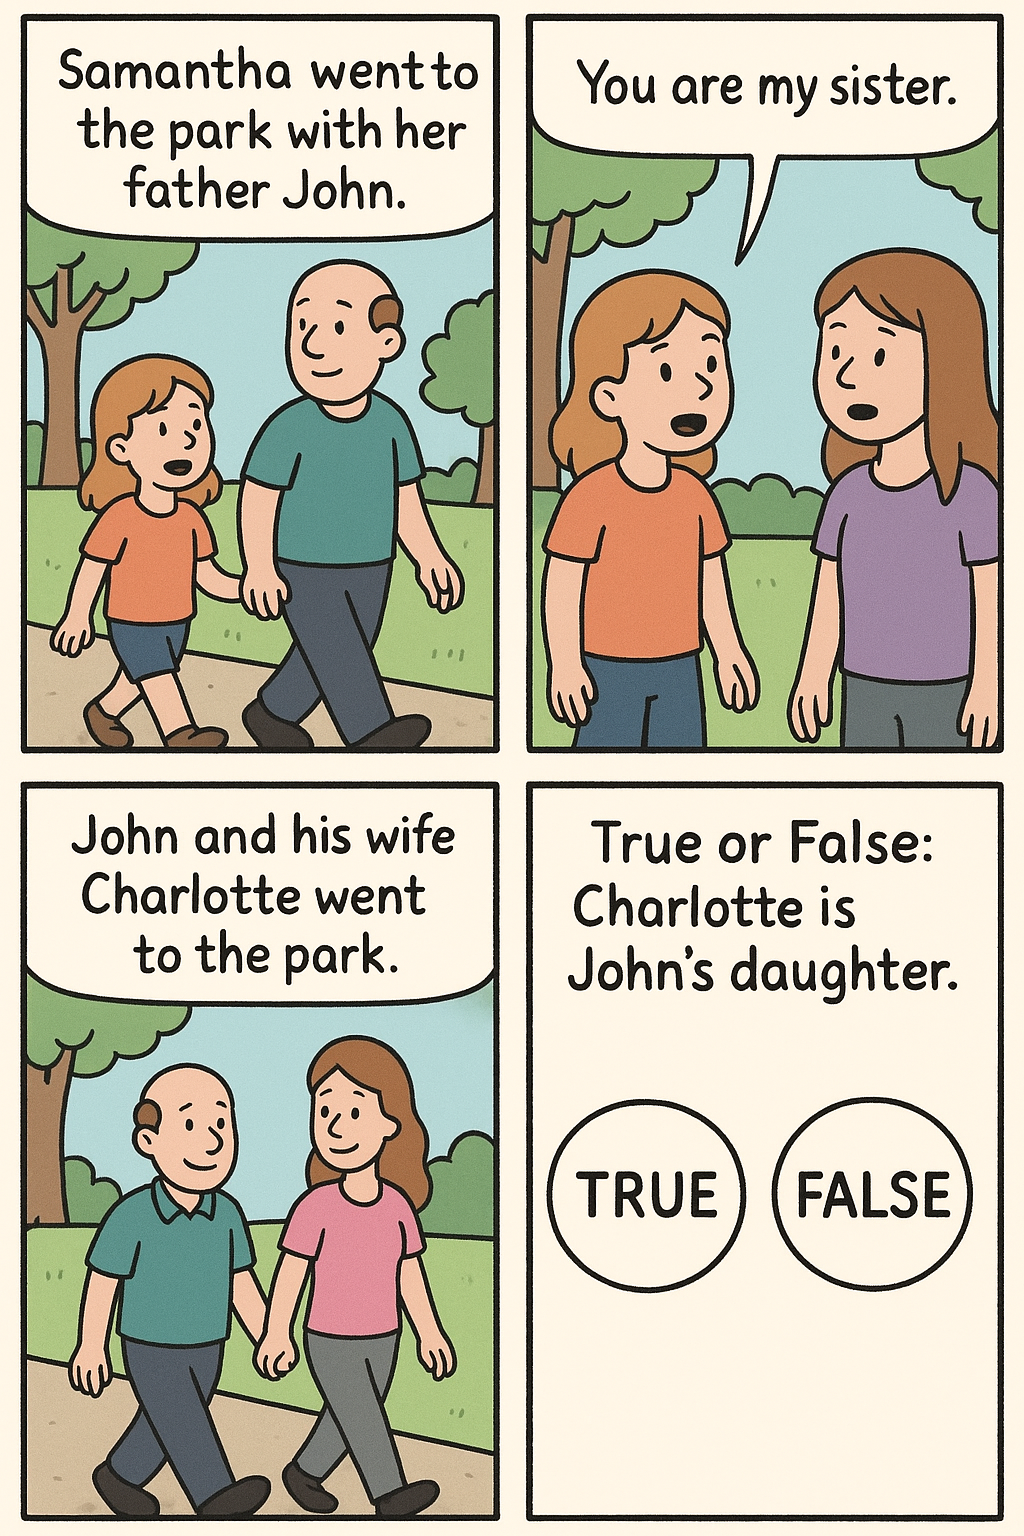 Samantha went to
the park with her
father John.
You are my sister.
John and his wife
Charlotte went
to the park.
True or False:
Charlotte is
John's daughter.
TRUE
FALSE